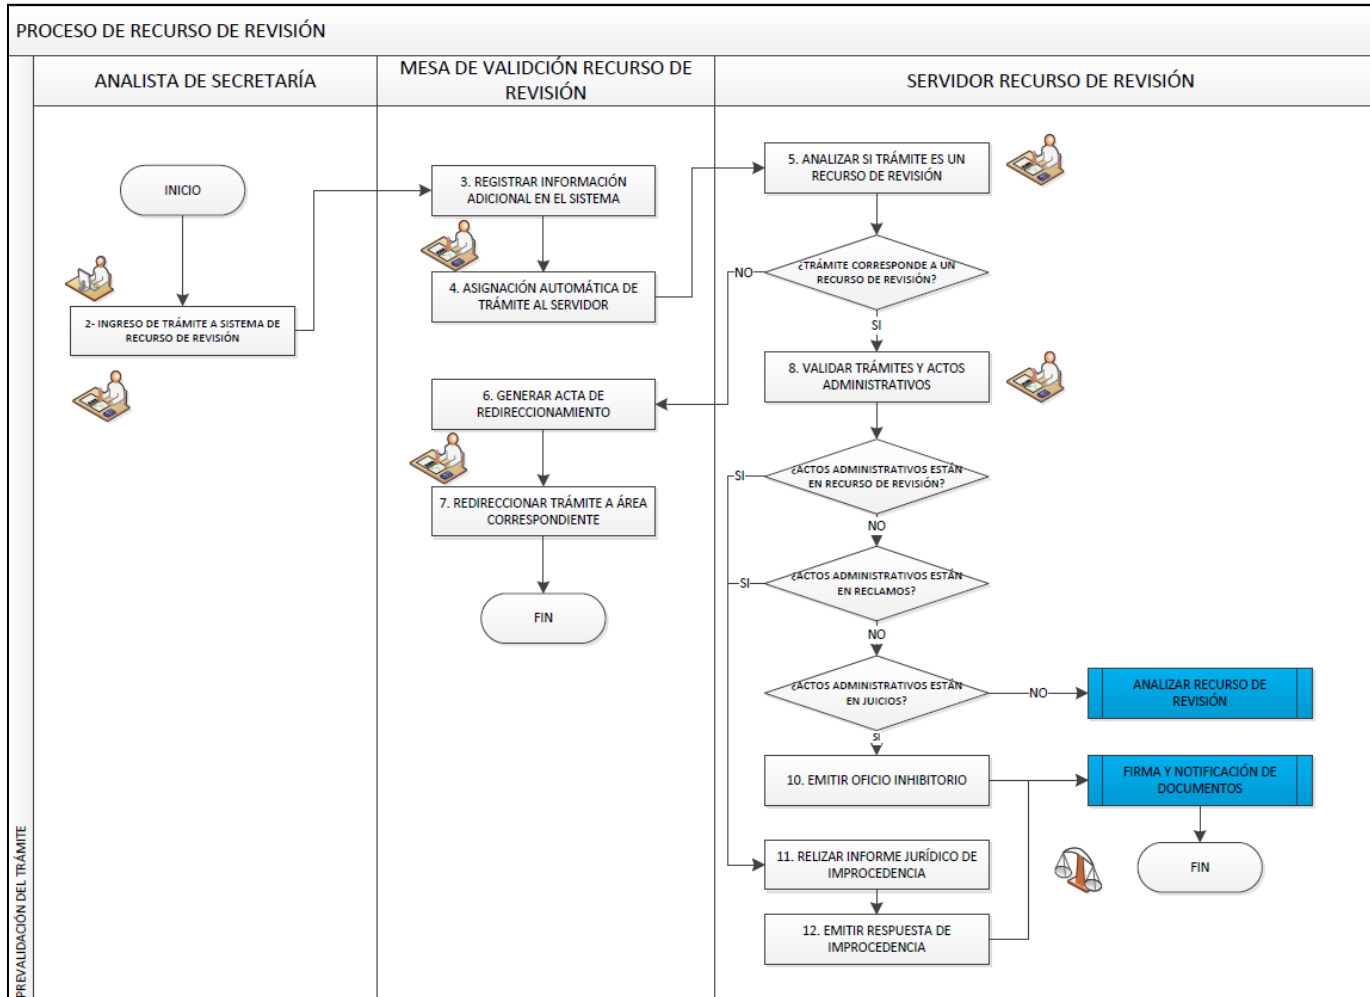 PROCESO DE RECURSO DE REVISIÓN
ANALISTA DE SECRETARÍA
MESA DE VALIDCIÓN RECURSO DE
REVISIÓN
SERVIDOR RECURSO DE REVISIÓN
PREVALIDACIÓN DEL TRÁMITE
INICIO
2- INGRESO DE TRÁMITE A SISTEMA DE
RECURSO DE REVISIÓN
3. REGISTRAR INFORMACIÓN
ADICIONAL EN EL SISTEMA
4. ASIGNACIÓN AUTOMÁTICA DE
TRÁMITE AL SERVIDOR
5. ANALIZAR SI TRÁMITE ES UN
RECURSO DE REVISIÓN
¿TRÁMITE CORRESPONDE A UN
RECURSO DE REVISIÓN?
NO
SI
6. GENERAR ACTA DE
REDIRECCIONAMIENTO
7. REDIRECCIONAR TRÁMITE A ÁREA
CORRESPONDIENTE
FIN
8. VALIDAR TRÁMITES Y ACTOS
ADMINISTRATIVOS
¿ACTOS ADMINISTRATIVOS ESTÁN
EN RECURSO DE REVISIÓN?
SI
NO
¿ACTOS ADMINISTRATIVOS ESTÁN
EN RECLAMOS?
SI
NO
¿ACTOS ADMINISTRATIVOS ESTÁN
EN JUICIOS?
NO
SI
ANALIZAR RECURSO DE
REVISIÓN
10. EMITIR OFICIO INHIBITORIO
FIRMA Y NOTIFICACIÓN DE
DOCUMENTOS
11. RELIZAR INFORME JURÍDICO DE
IMPROCEDENCIA
12. EMITIR RESPUESTA DE
IMPROCEDENCIA
FIN